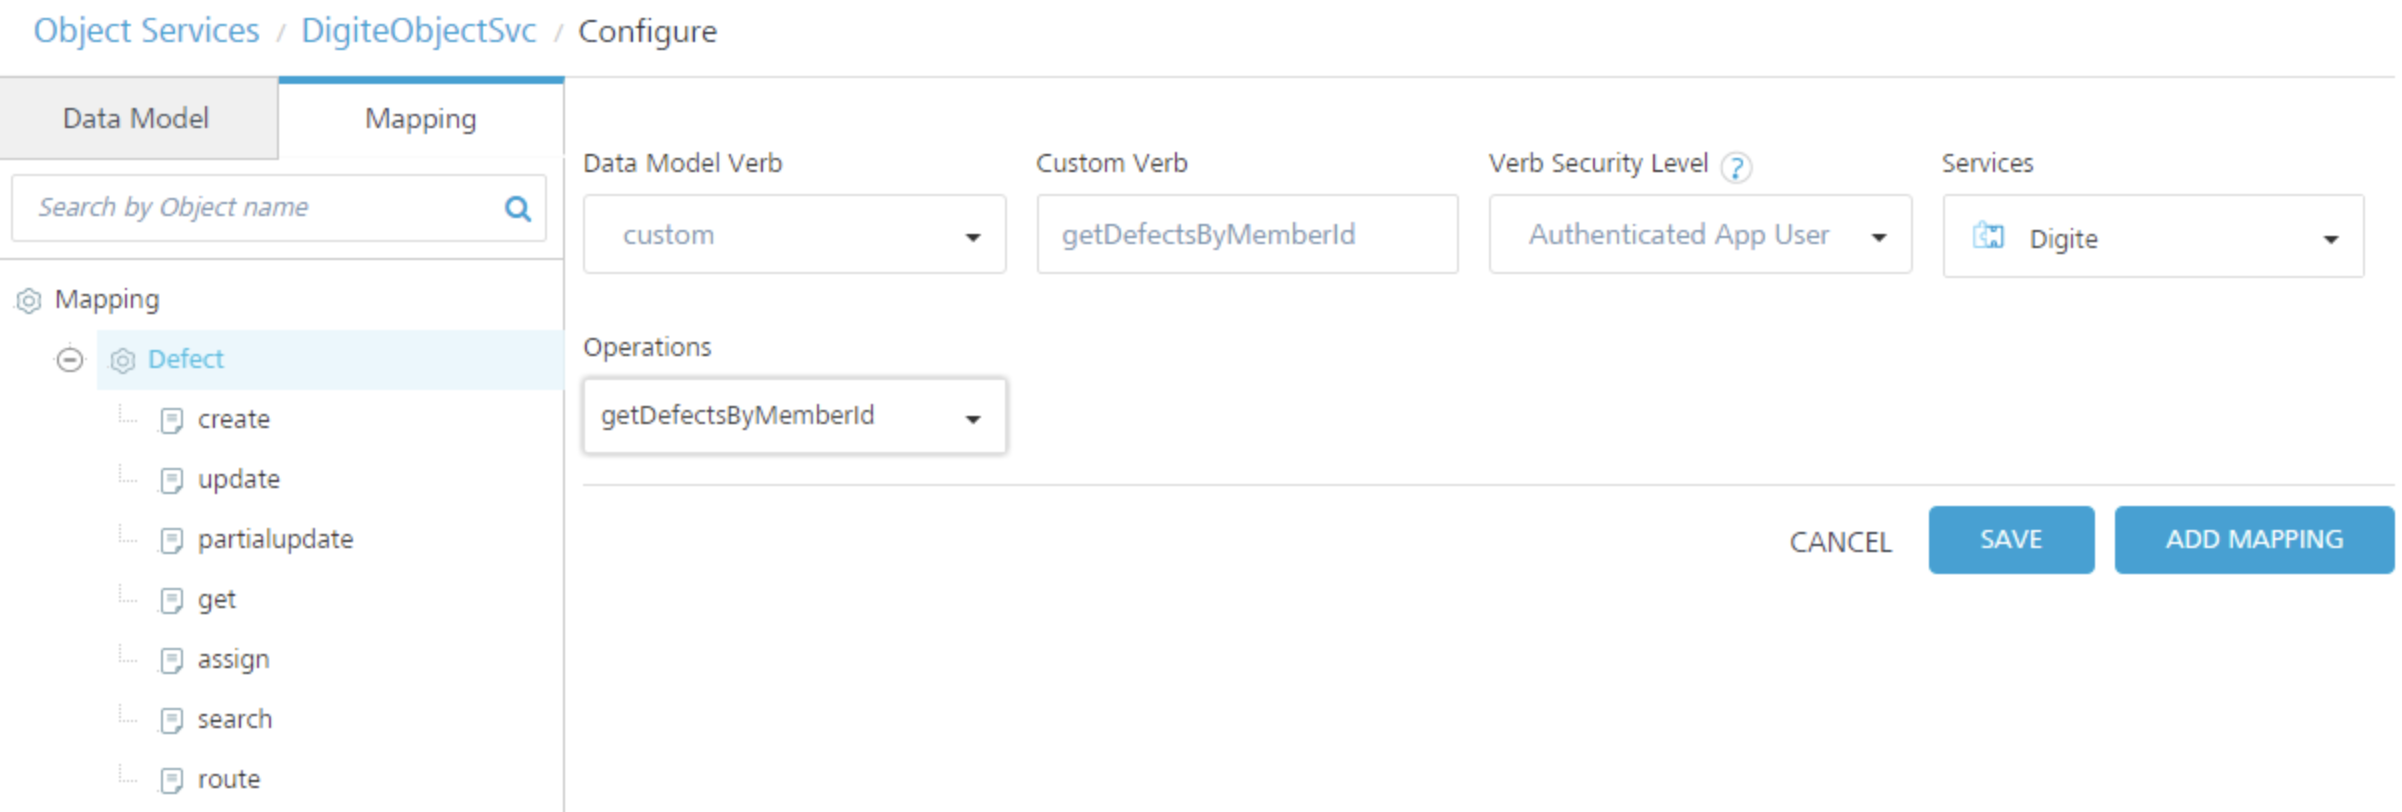 Object Services / DigiteObjectSvc / Configure
Data Model
Mapping
Search by Object name
Mapping
Defect
create
update
partialupdate
get
assign
search
route
Data Model Verb
custom
Custom Verb
getDefectsByMemberId
Verb Security Level ?
Authenticated App User
Services
Digite
Operations
getDefectsByMemberId
CANCEL
SAVE
ADD MAPPING